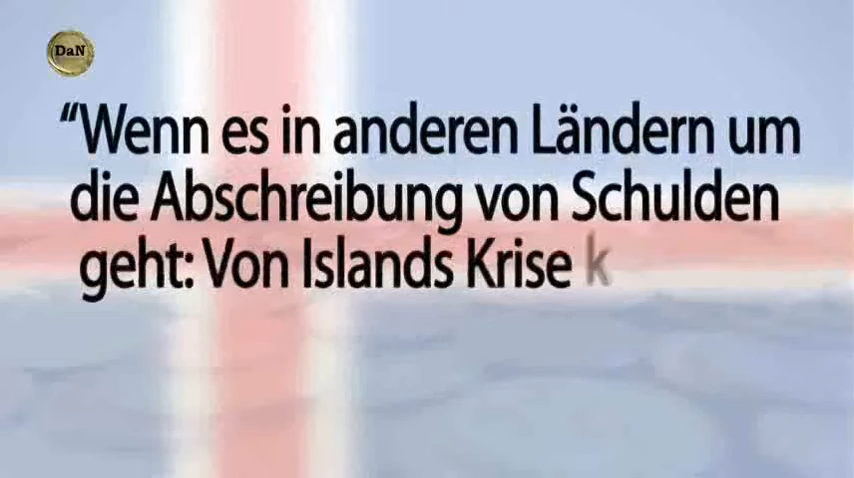 DaN
“Wenn es in anderen Ländern um
die Abschreibung von Schulden
geht: Von Islands Krise k